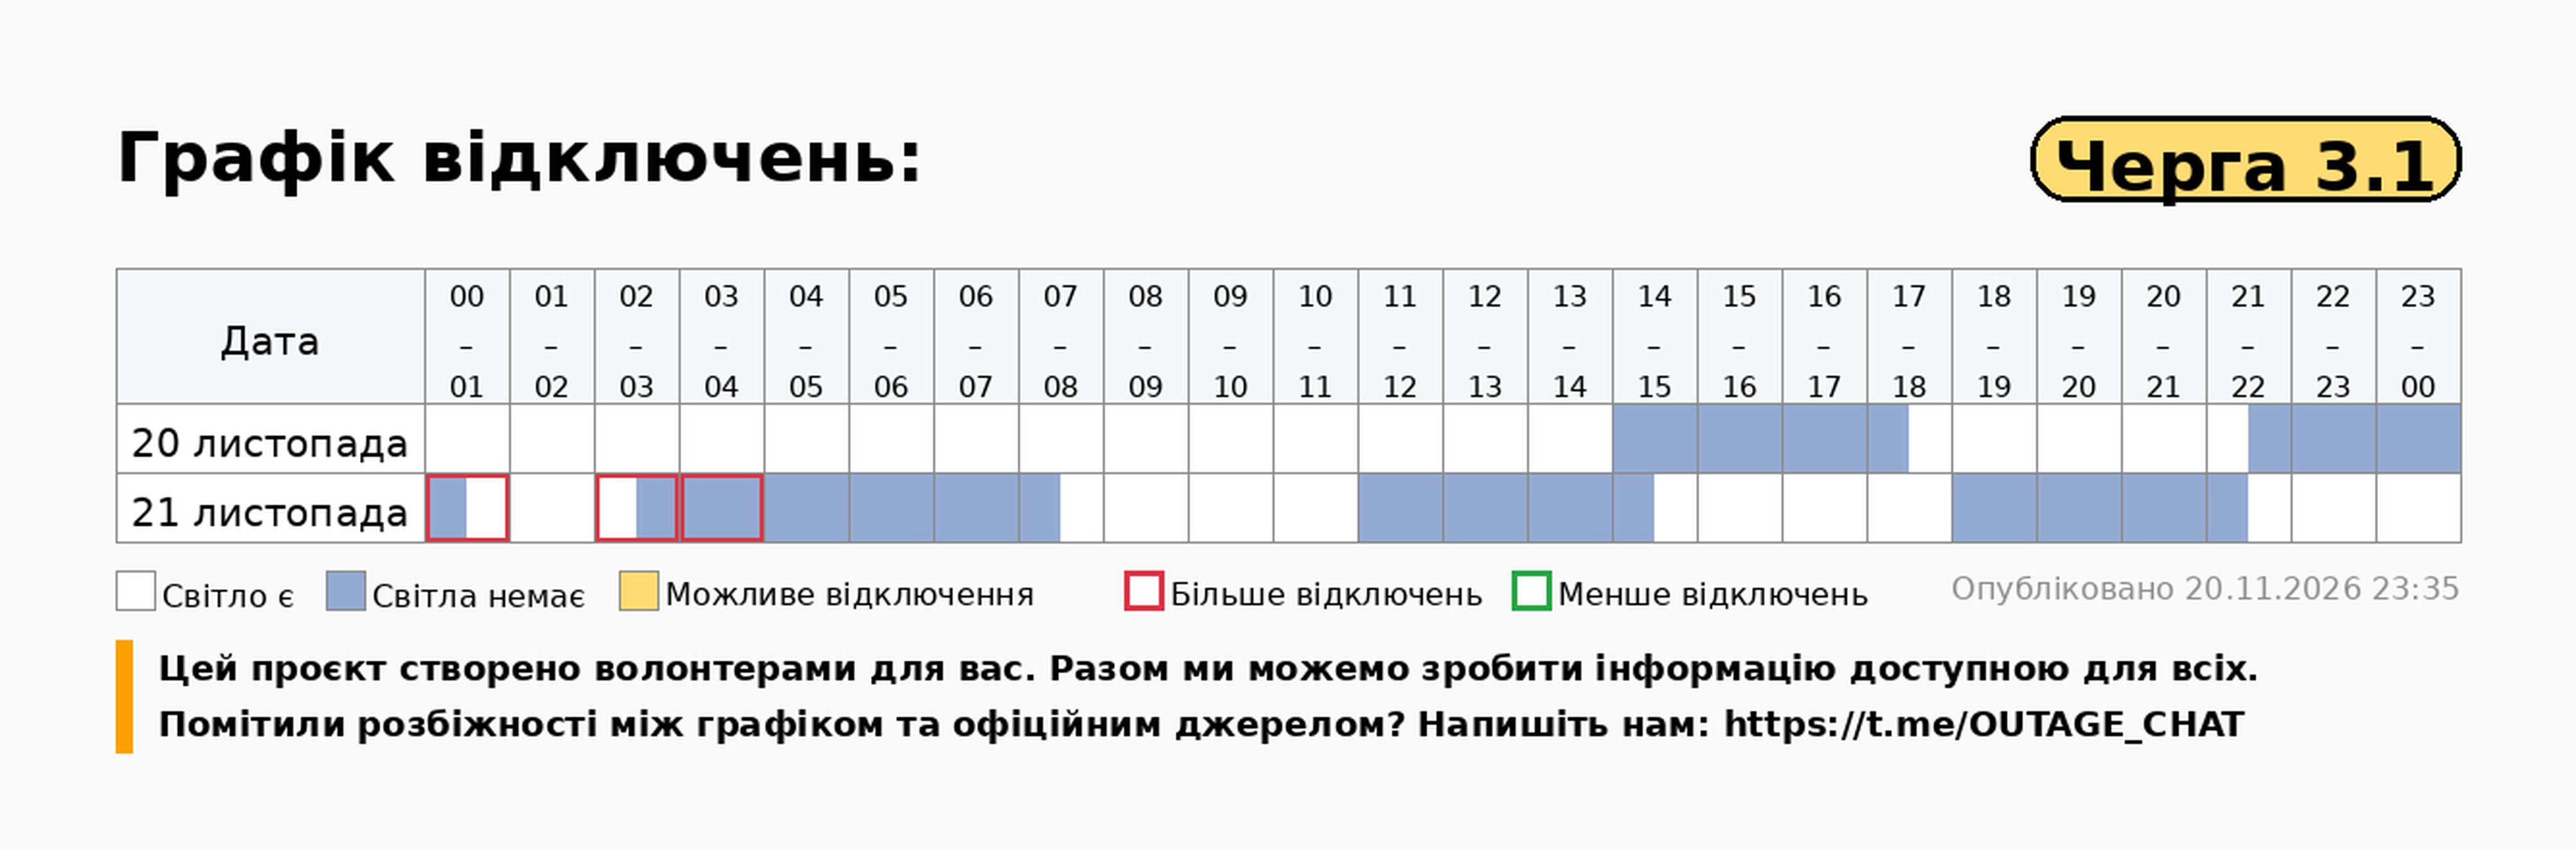 Графік відключень:
Черга 3.1
Дата
00 – 01
01 – 02
02 – 03
03 – 04
04 – 05
05 – 06
06 – 07
07 – 08
08 – 09
09 – 10
10 – 11
11 – 12
12 – 13
13 – 14
14 – 15
15 – 16
16 – 17
17 – 18
18 – 19
19 – 20
20 – 21
21 – 22
22 – 23
23 – 00
20 листопада
21 листопада
Світло є
Світла немає
Можливе відключення
Більше відключень
Менше відключень
Опубліковано 20.11.2026 23:35
Цей проєкт створено волонтерами для вас. Разом ми можемо зробити інформацію доступною для всіх.
Помітили розбіжності між графіком та офіційним джерелом? Напишіть нам: https://t.me/OUTAGE_CHAT